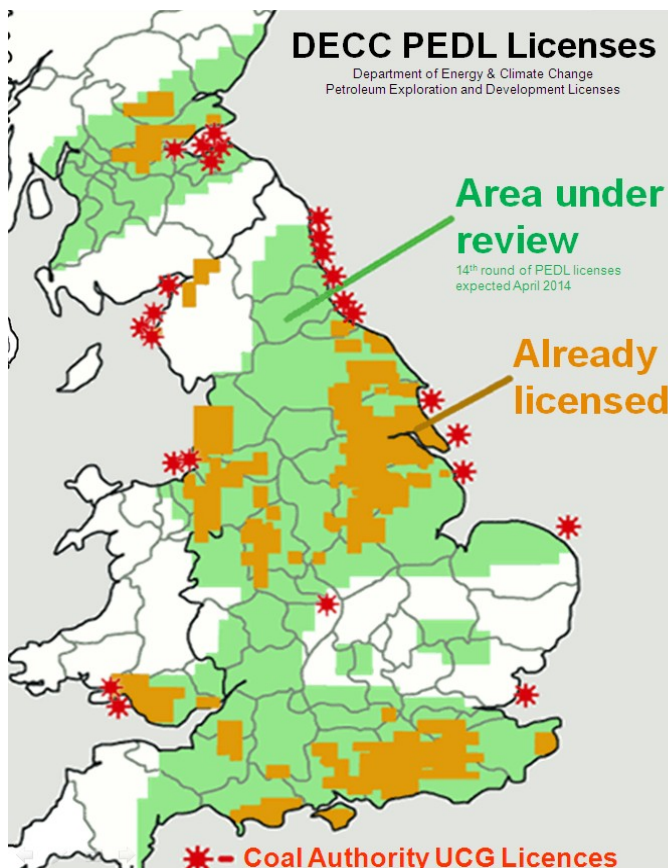 DECC PEDL Licenses
Department of Energy & Climate Change
Petroleum Exploration and Development Licenses
Area under
review
14th round of PEDL licenses
expected April 2014
Already
licensed
- Coal Authority UCG Licences